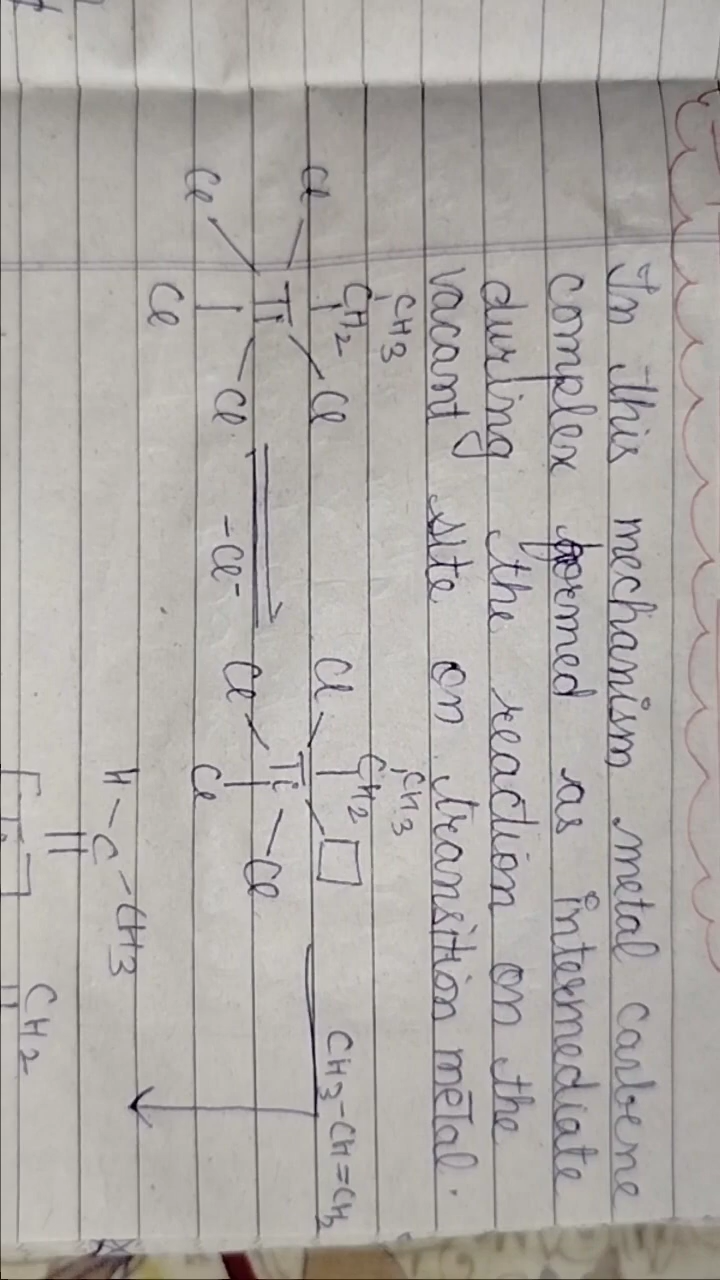 In this mechanism metal carbene
complex formed as intermediate
during the reaction on the
vacant site on transition metal.
CH3 CH3
CH2 CH2 CH3-CH=CH2
Cl Cl Cl
Ti Ti
Cl Cl -Cl- Cl Cl
Cl Cl
H-C-CH3
CH2